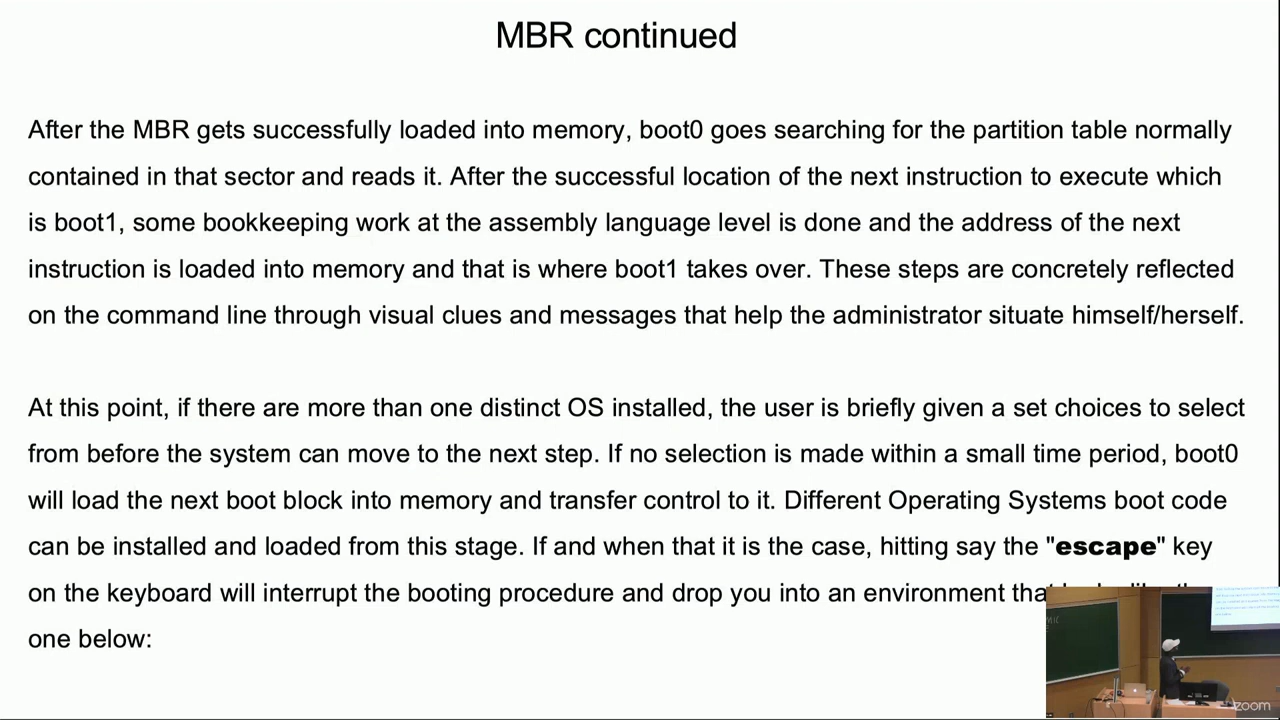 MBR continued
After the MBR gets successfully loaded into memory, boot0 goes searching for the partition table normally
contained in that sector and reads it. After the successful location of the next instruction to execute which
is boot1, some bookkeeping work at the assembly language level is done and the address of the next
instruction is loaded into memory and that is where boot1 takes over. These steps are concretely reflected
on the command line through visual clues and messages that help the administrator situate himself/herself.
At this point, if there are more than one distinct OS installed, the user is briefly given a set choices to select
from before the system can move to the next step. If no selection is made within a small time period, boot0
will load the next boot block into memory and transfer control to it. Different Operating Systems boot code
can be installed and loaded from this stage. If and when that it is the case, hitting say the "escape" key
on the keyboard will interrupt the booting procedure and drop you into an environment
one below:
zoom